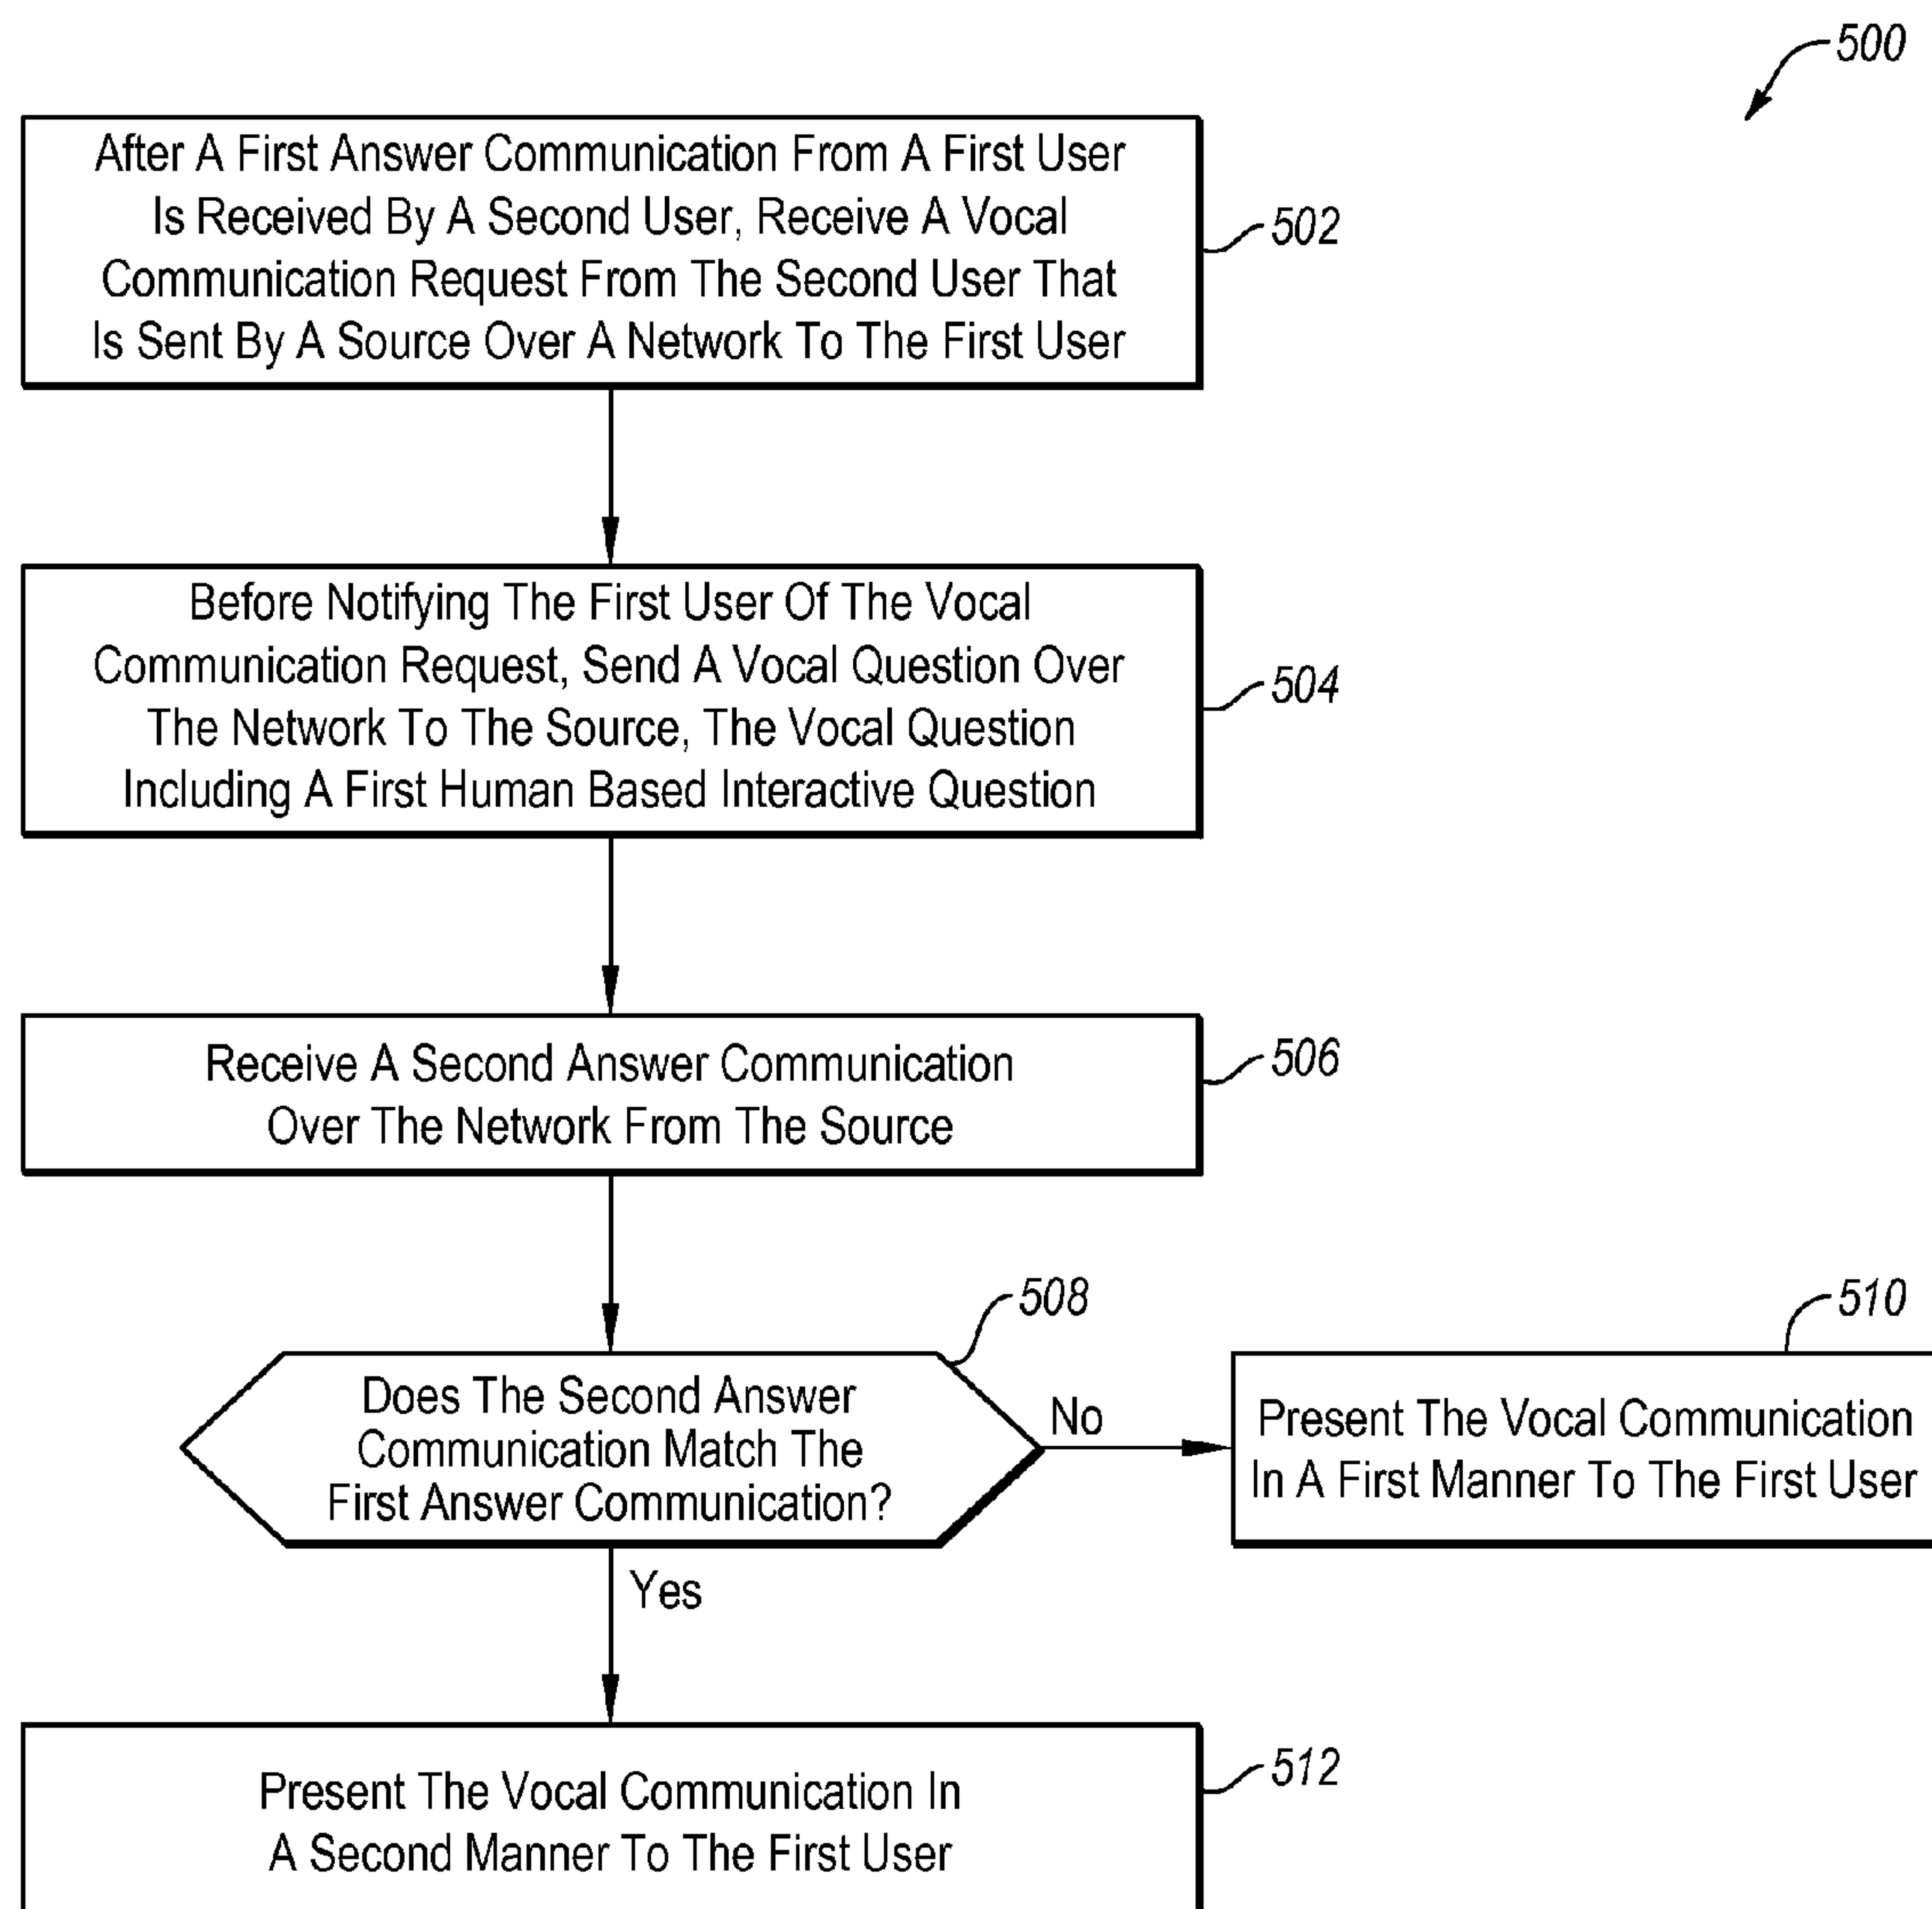 500
After A First Answer Communication From A First User
Is Received By A Second User, Receive A Vocal
Communication Request From The Second User That
Is Sent By A Source Over A Network To The First User
502
Before Notifying The First User Of The Vocal
Communication Request, Send A Vocal Question Over
The Network To The Source, The Vocal Question
Including A First Human Based Interactive Question
504
Receive A Second Answer Communication
Over The Network From The Source
506
Does The Second Answer
Communication Match The
First Answer Communication?
508
No
510
Present The Vocal Communication
In A First Manner To The First User
Yes
Present The Vocal Communication In
A Second Manner To The First User
512